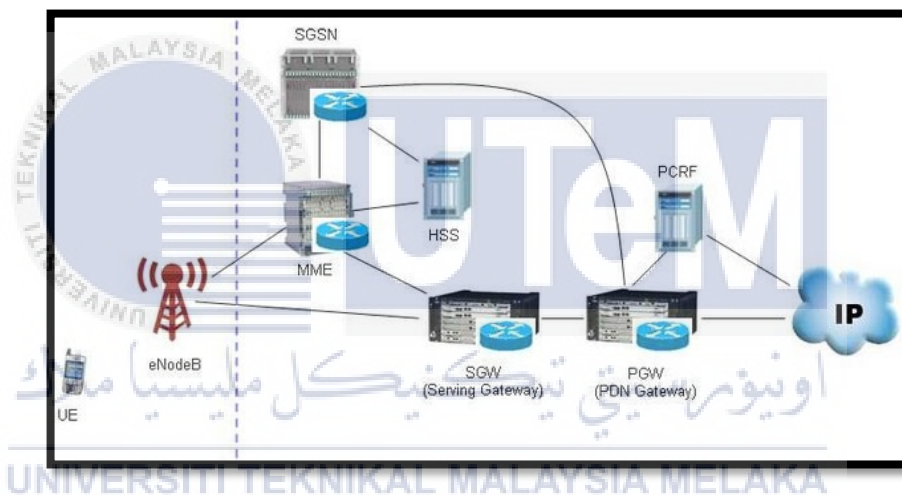 SGSN
UNIVERSITI TEKNIKAL MALAYSIA MELAKA
UTeM
PCRF
HSS
MME
IP
eNodeB
SGW
(Serving Gateway)
PGW
(PDN Gateway)
UE
اونيۏرسيتي تيكنيكل مليسيا ملاك
UNIVERSITI TEKNIKAL MALAYSIA MELAKA